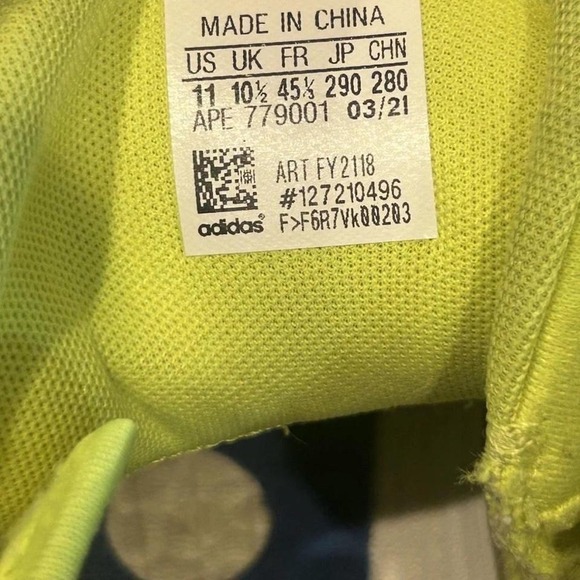 MADE IN CHINA
US UK FR JP CHN
11 10½ 45⅓ 290 280
APE 779001 03/21
ART FY2118
#127210496
adidas® F>F6R7Vk00203